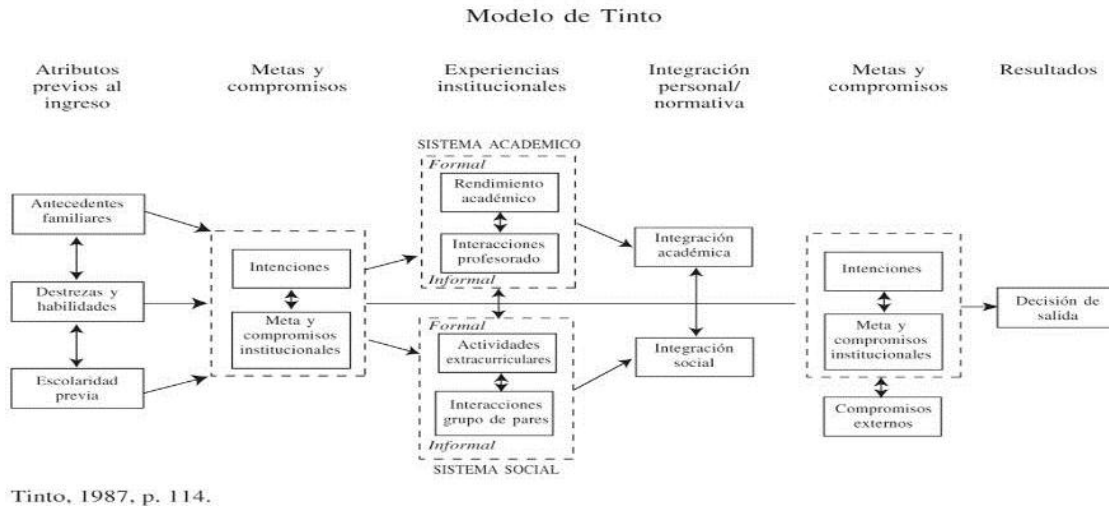 Modelo de Tinto
Atributos
previos al
ingreso
Metas y
compromisos
Experiencias
institucionales
Integración
personal/
normativa
Metas y
compromisos
Resultados
SISTEMA ACADEMICO
Formal
Rendimiento
académico
Interacciones
profesorado
Informal
Antecedentes
familiares
Destrezas y
habilidades
Escolaridad
previa
Intenciones
Meta y
compromisos
institucionales
Formal
Actividades
extracurriculares
Interacciones
grupo de pares
Informal
SISTEMA SOCIAL
Integración
académica
Integración
social
Intenciones
Meta y
compromisos
institucionales
Compromisos
externos
Decisión de
salida
Tinto, 1987, p. 114.